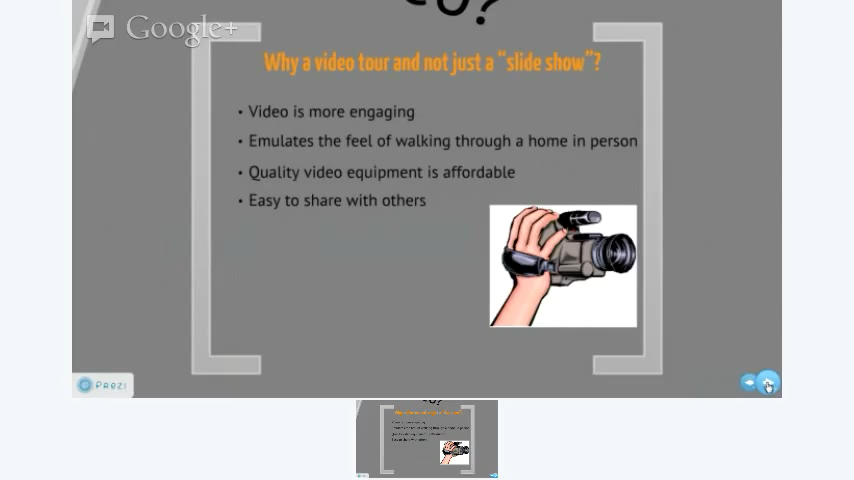 Google+
Why a video tour and not just a “slide show”?
• Video is more engaging
• Emulates the feel of walking through a home in person
• Quality video equipment is affordable
• Easy to share with others
PREZI